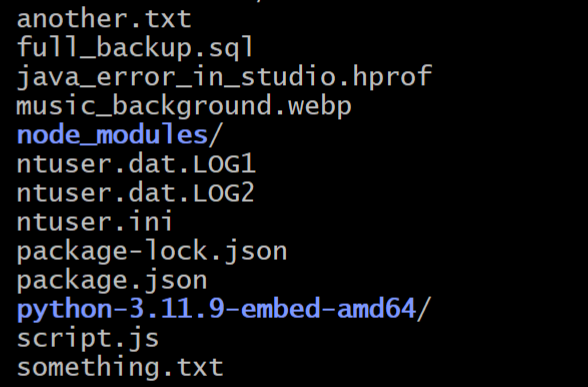 another.txt
full_backup.sql
java_error_in_studio.hprof
music_background.webp
node_modules/
ntuser.dat.LOG1
ntuser.dat.LOG2
ntuser.ini
package-lock.json
package.json
python-3.11.9-embed-amd64/
script.js
something.txt